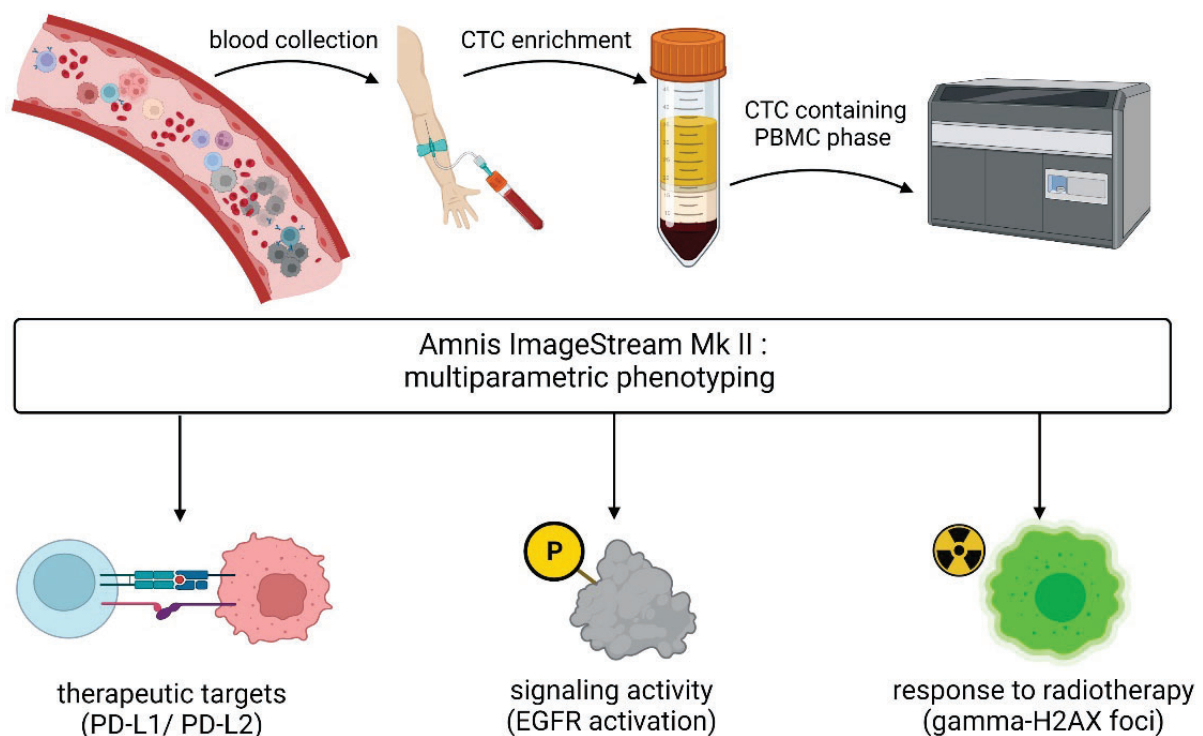 blood collection
CTC enrichment
CTC containing
PBMC phase
Amnis ImageStream Mk II :
multiparametric phenotyping
P
therapeutic targets
(PD-L1/ PD-L2)
signaling activity
(EGFR activation)
response to radiotherapy
(gamma-H2AX foci)